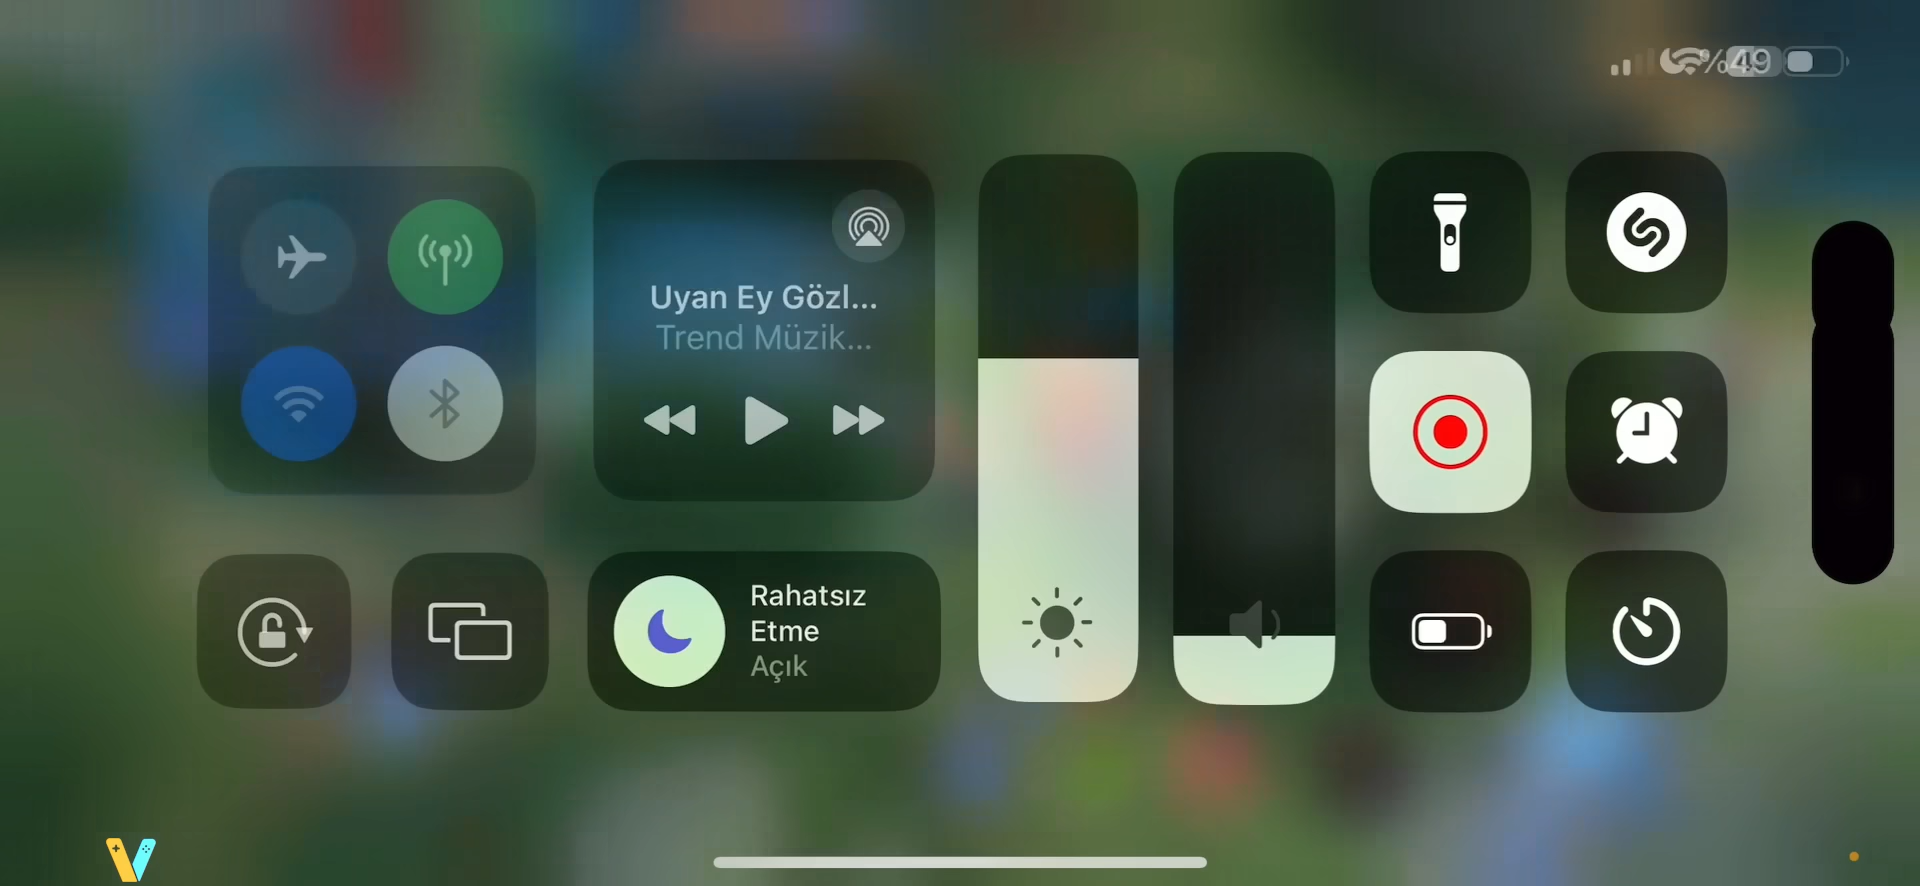 %49
Uyan Ey Gözl...
Trend Müzik...
Rahatsız
Etme
Açık